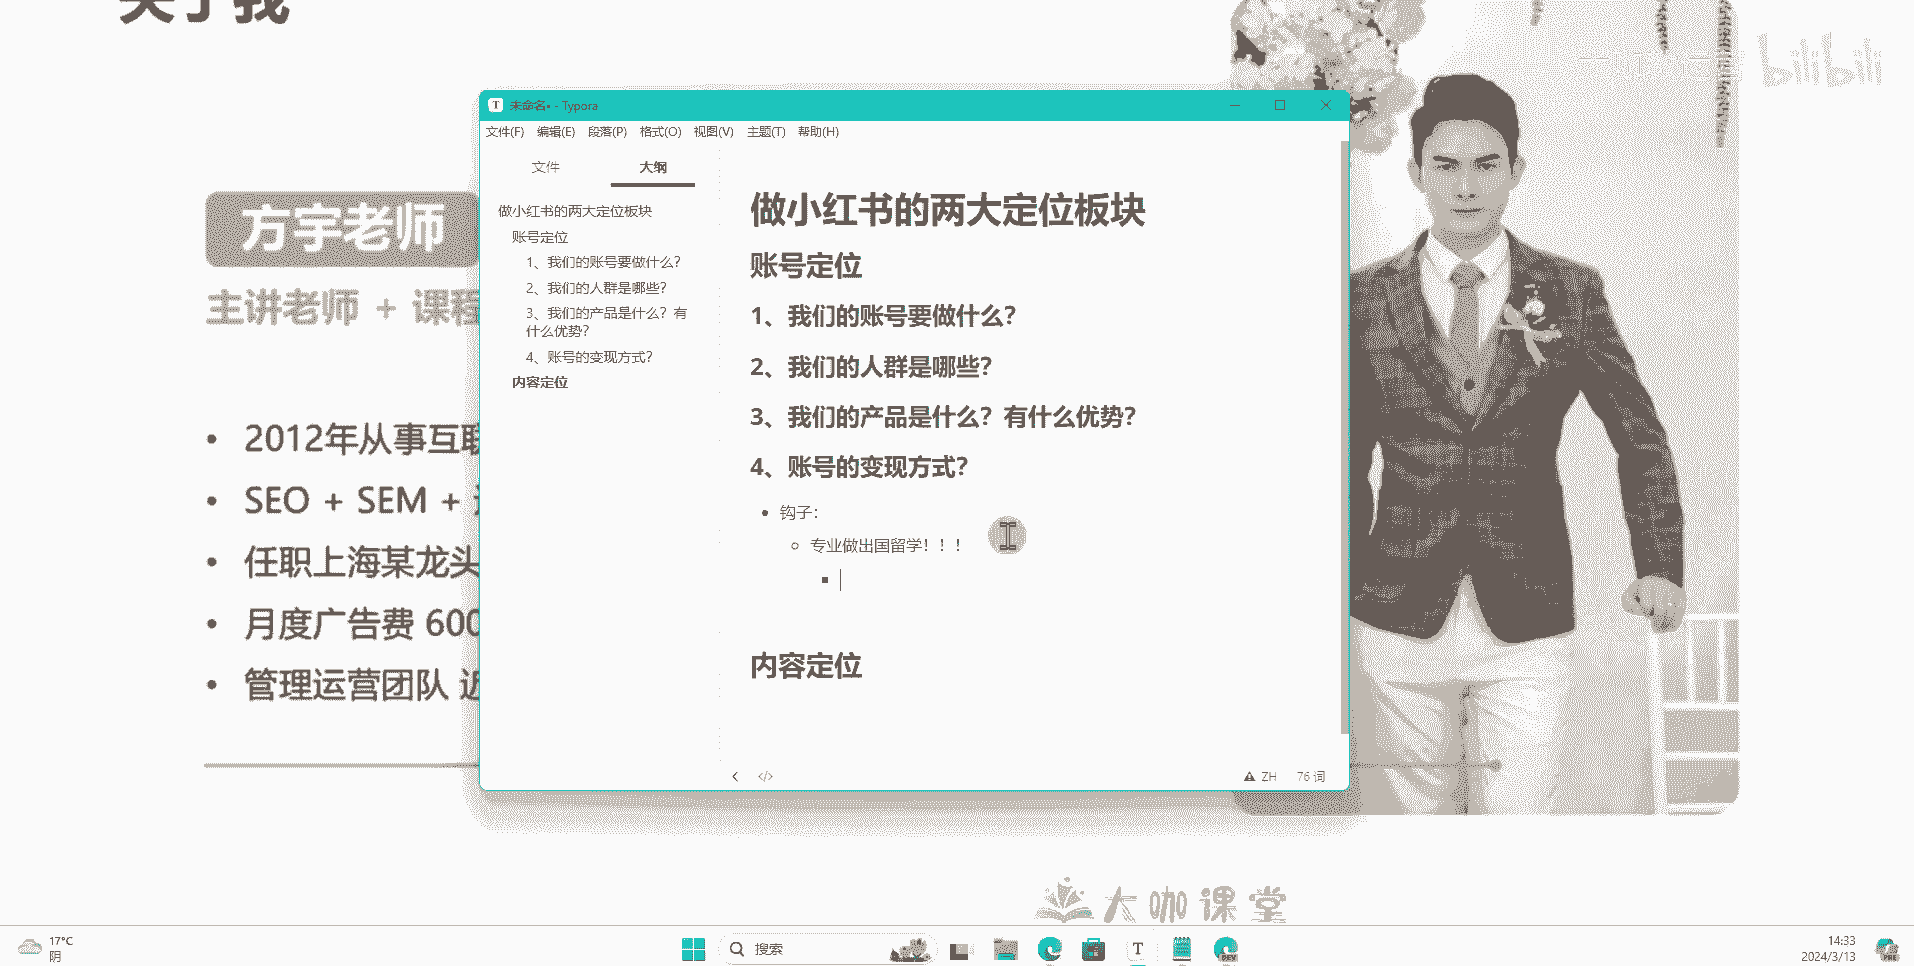 关于我
bilibili
未命名• - Typora
文件(F) 编辑(E) 段落(P) 格式(O) 视图(V) 主题(T) 帮助(H)
文件 大纲
做小红书的两大定位板块
账号定位
1、我们的账号要做什么?
2、我们的人群是哪些?
3、我们的产品是什么? 有
什么优势?
4、账号的变现方式?
内容定位
做小红书的两大定位板块
账号定位
1、我们的账号要做什么?
2、我们的人群是哪些?
3、我们的产品是什么? 有什么优势?
4、账号的变现方式?
钩子:
专业做出国留学! ! !
内容定位
ZH 76 词
方宇老师
主讲老师 + 课程
2012年从事互联
SEO + SEM +
任职上海某龙头
月度广告费 600
管理运营团队 近
大咖课堂
17°C
阴
搜索
T
DEV
14:33
2024/3/13
PRE